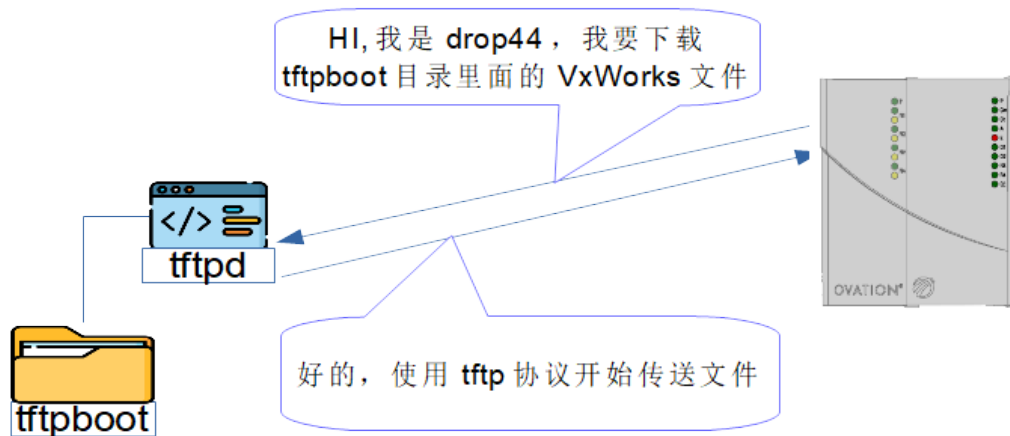 HI, 我是 drop44 ，我要下载
tftpboot 目录里面的 VxWorks 文件
</>
tftpd
OVATION®
好的，使用 tftp 协议开始传送文件
tftpboot